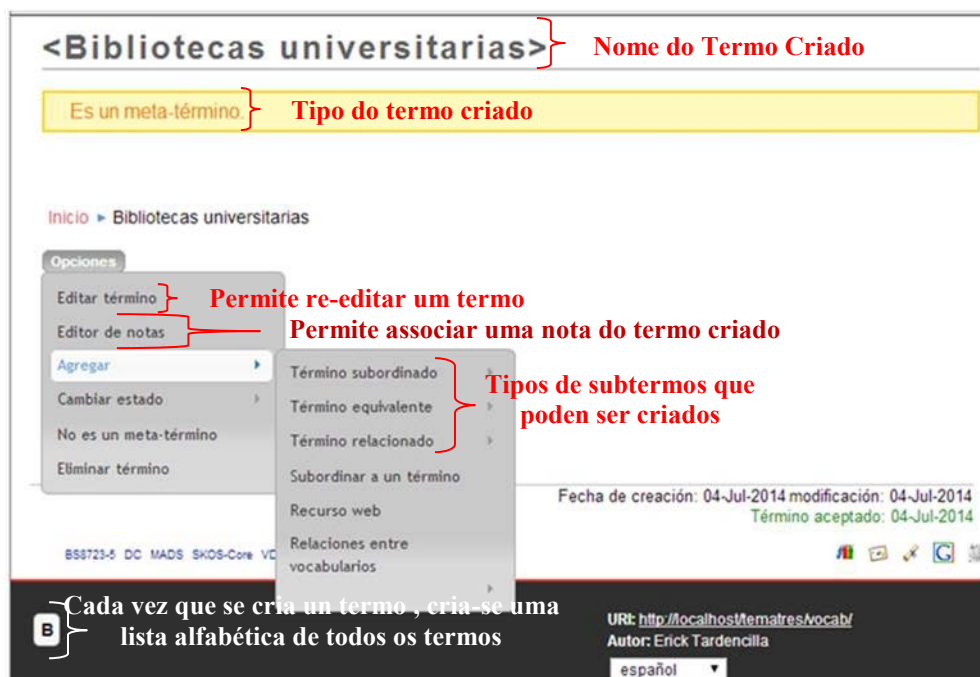 <Bibliotecas universitarias> Nome do Termo Criado
Es un meta-término. Tipo do termo criado
Inicio ► Bibliotecas universitarias
Opciones
Editar término Permite re-editar um termo
Editor de notas Permite associar uma nota do termo criado
Agregar
Cambiar estado
No es un meta-término
Eliminar término
Término subordinado
Término equivalente
Término relacionado
Subordinar a un término
Recurso web
Relaciones entre
vocabularios
Tipos de subtermos que
poden ser criados
Fecha de creación: 04-Jul-2014 modificación: 04-Jul-2014
Término aceptado: 04-Jul-2014
BS8723-5 DC MADS SKOS-Core
B
Cada vez que se cria un termo , cria-se uma
lista alfabética de todos os termos
URI: http://localhost/tematres/vocab/
Autor: Erick Tardencilla
español